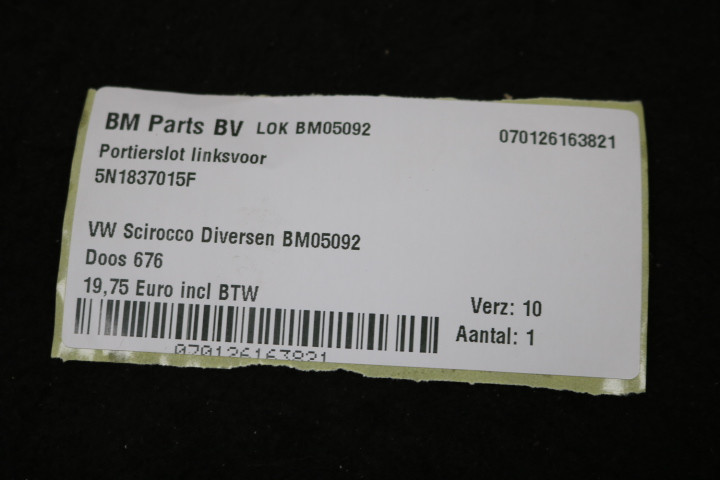 BM Parts BV LOK BM05092 070126163821
Portierslot linksvoor
5N1837015F
VW Scirocco Diversen BM05092
Doos 676
19,75 Euro incl BTW
Verz: 10
Aantal: 1
070126163821